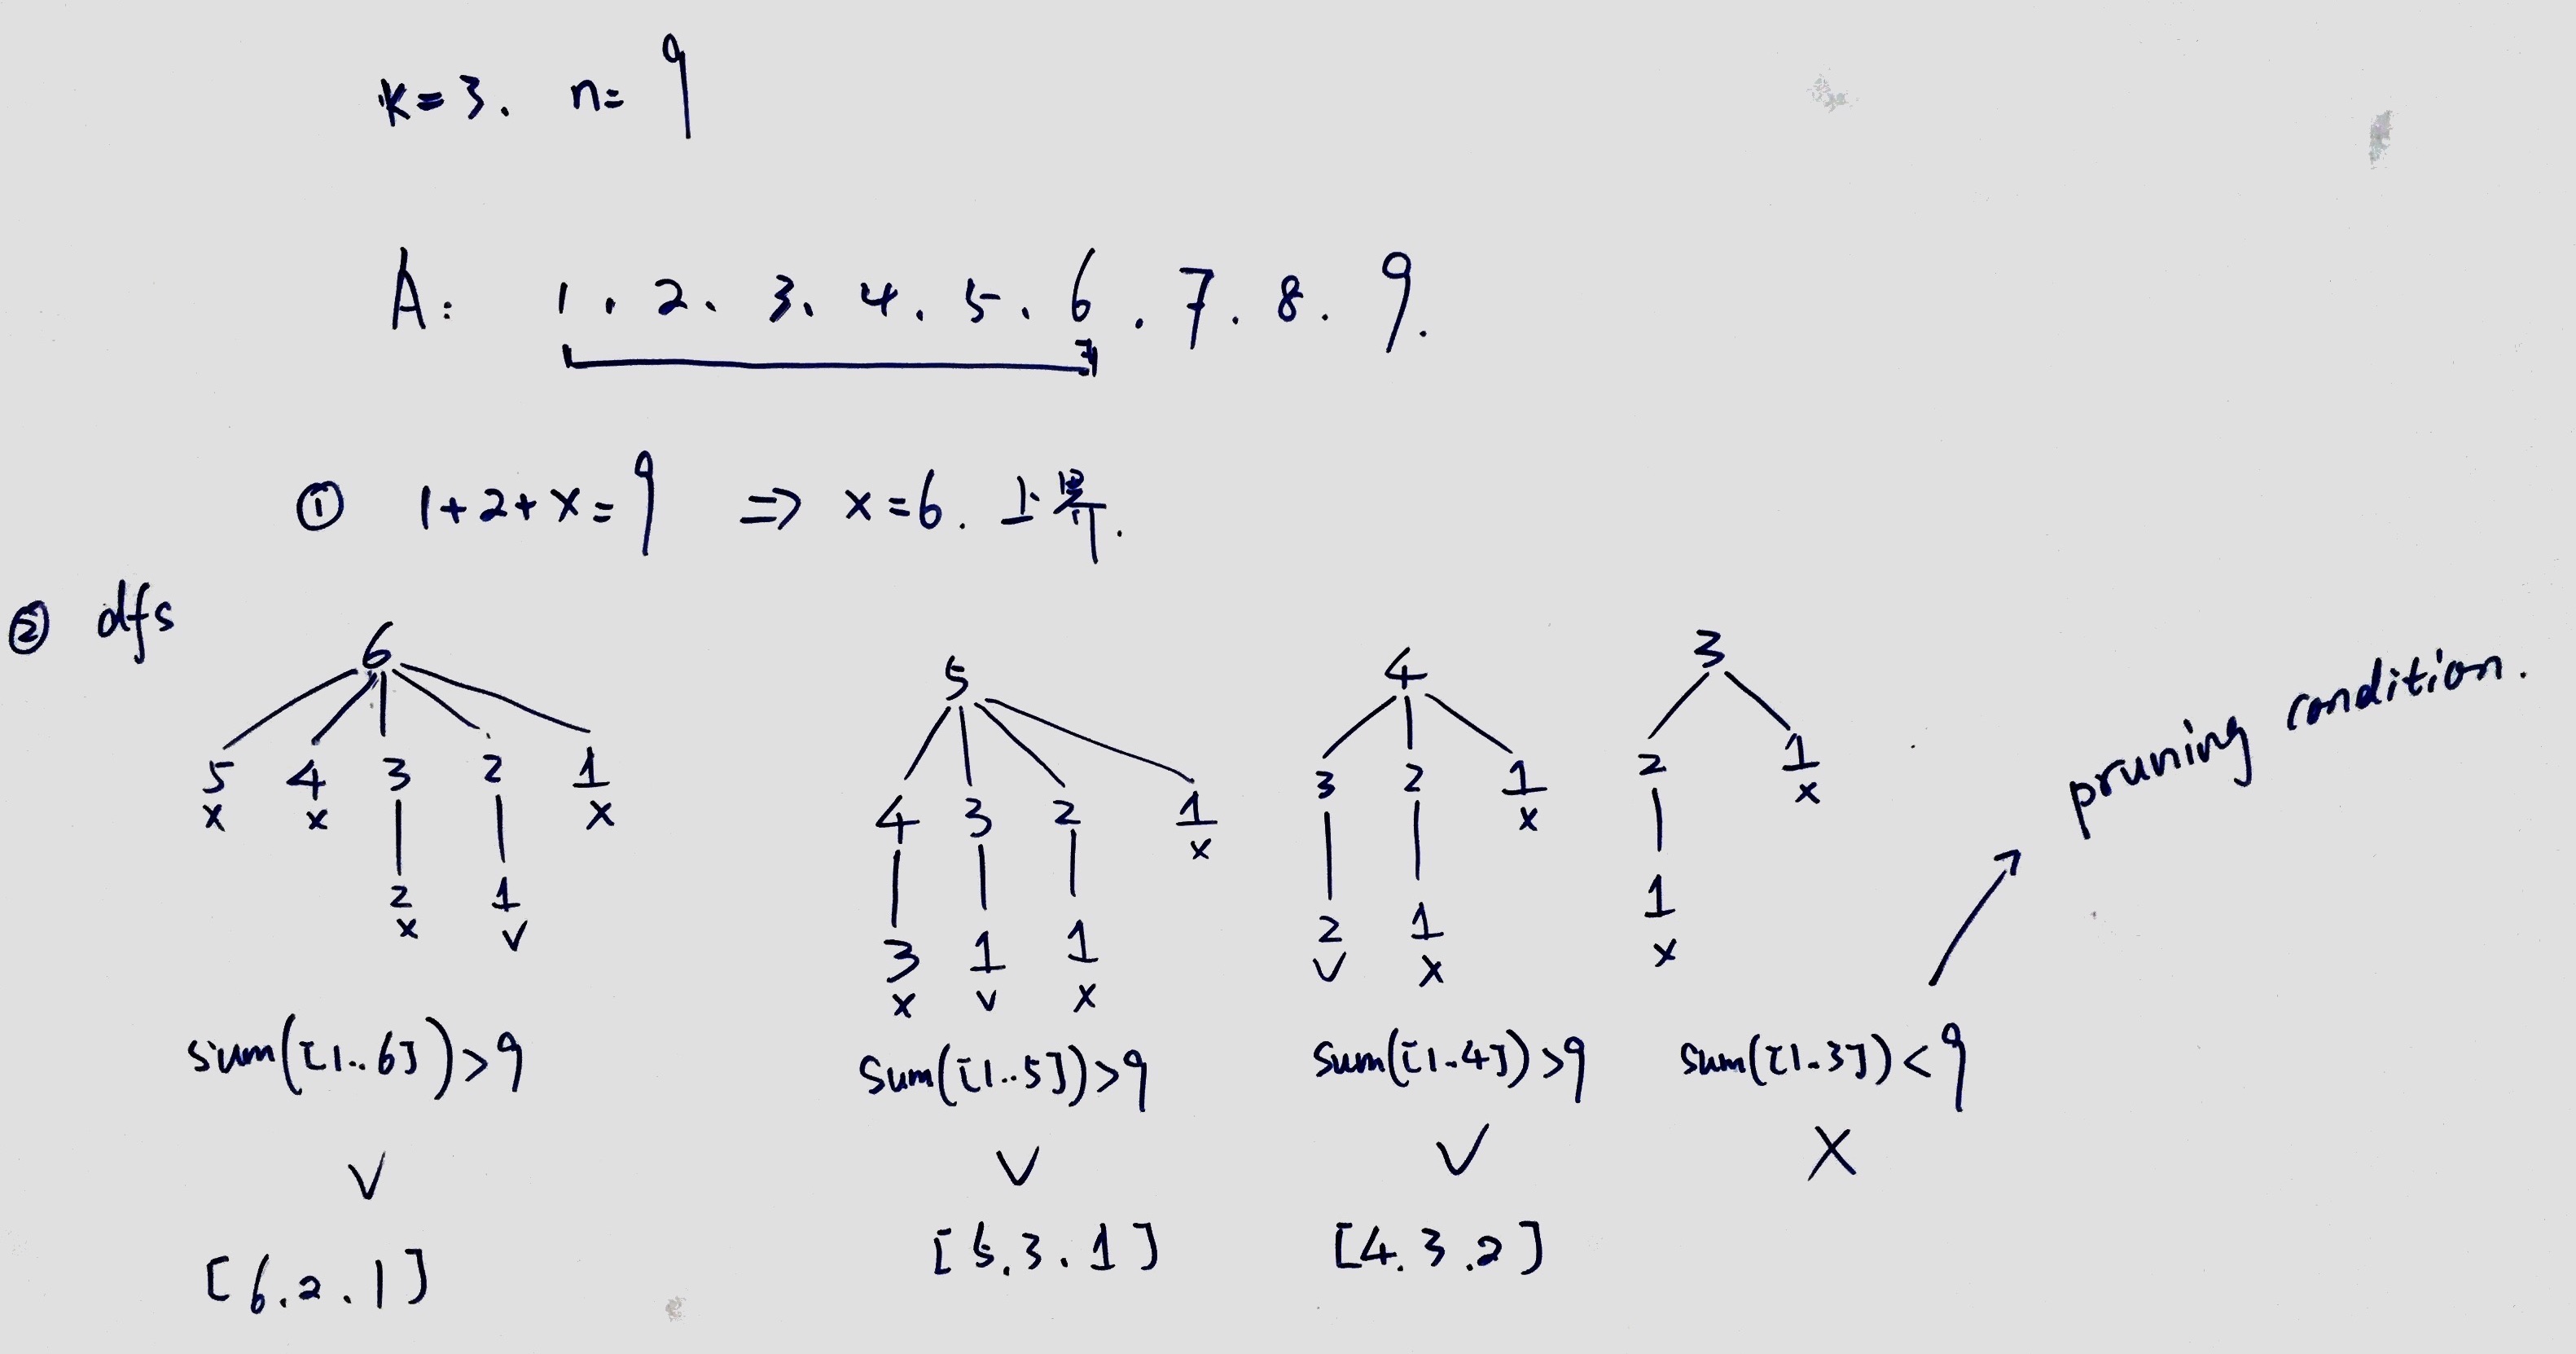 k=3. n=9
A: 1. 2. 3. 4. 5. 6. 7. 8. 9.
① 1+2+x=9 => x=6. 上界.
② dfs
6 5 4 3
5 4 3 2 1 4 3 2 1 3 2 1 2 1
x x x x x x
2 1 3 1 1 2 1 1
x v x v x v x x
pruning condition.
sum([1..6])>9 sum([1..5])>9 sum([1..4])>9 sum([1..3])<9
v v v x
[6.2.1] [5.3.1] [4.3.2]